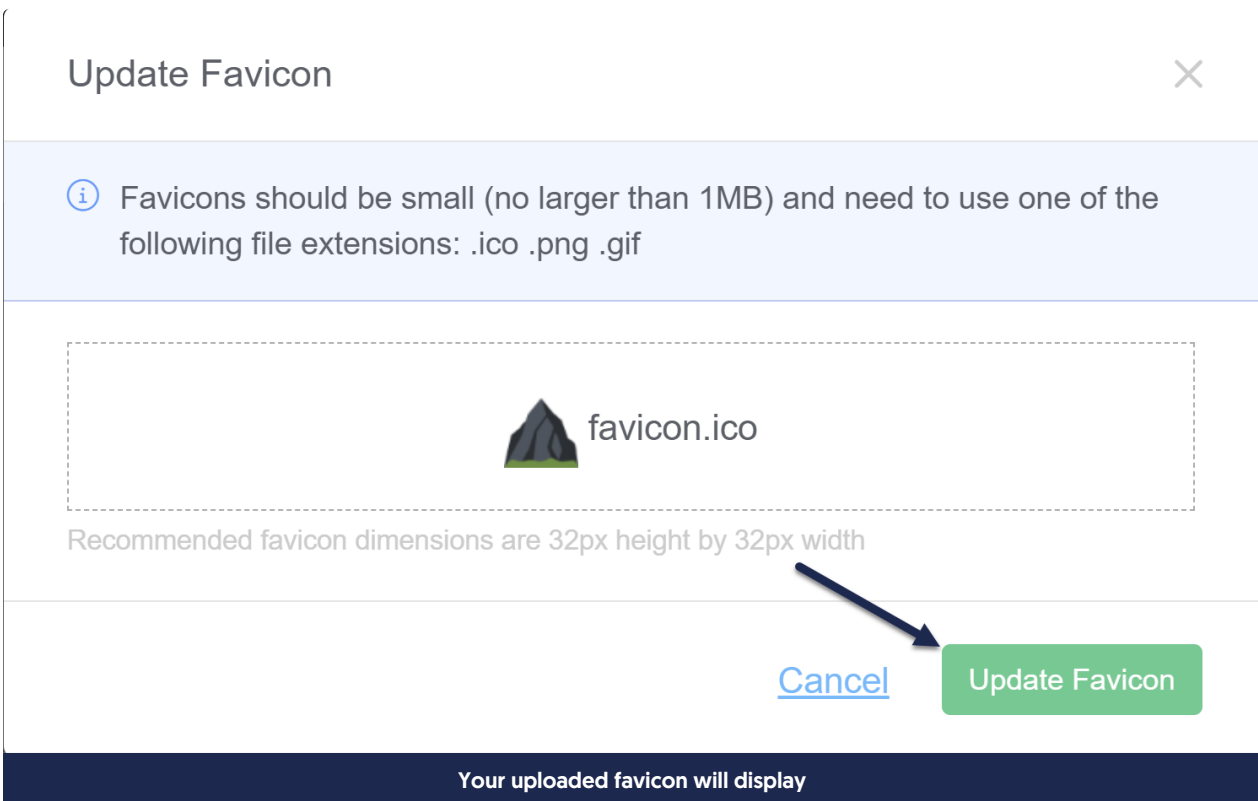 Update Favicon
Favicons should be small (no larger than 1MB) and need to use one of the
following file extensions: .ico .png .gif
favicon.ico
Recommended favicon dimensions are 32px height by 32px width
Cancel
Update Favicon
Your uploaded favicon will display